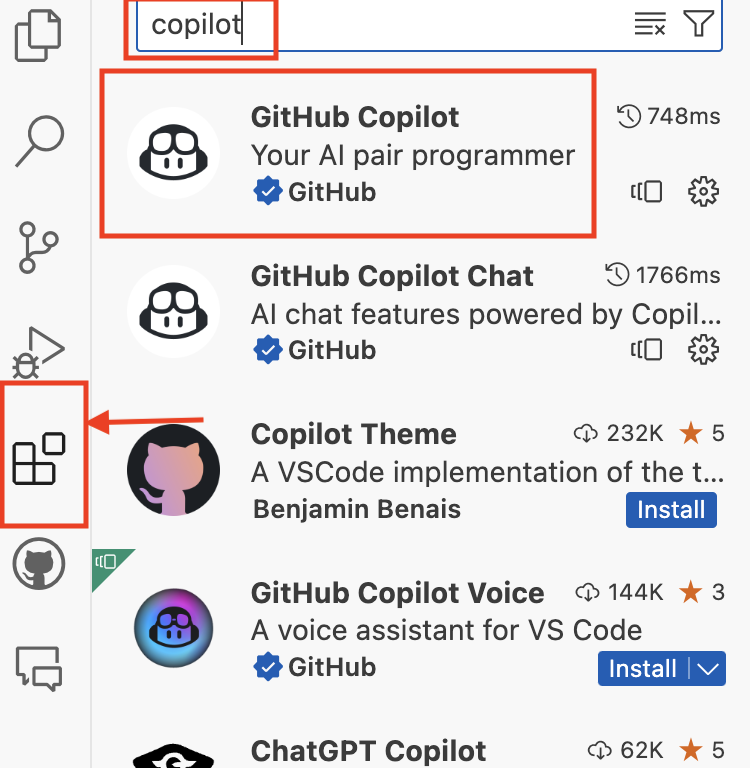 copilot
GitHub Copilot 748ms
Your AI pair programmer
GitHub
GitHub Copilot Chat 1766ms
AI chat features powered by Copil...
GitHub
Copilot Theme 232K 5
A VSCode implementation of the t...
Benjamin Benais Install
GitHub Copilot Voice 144K 3
A voice assistant for VS Code
GitHub Install
ChatGPT Copilot 62K 5